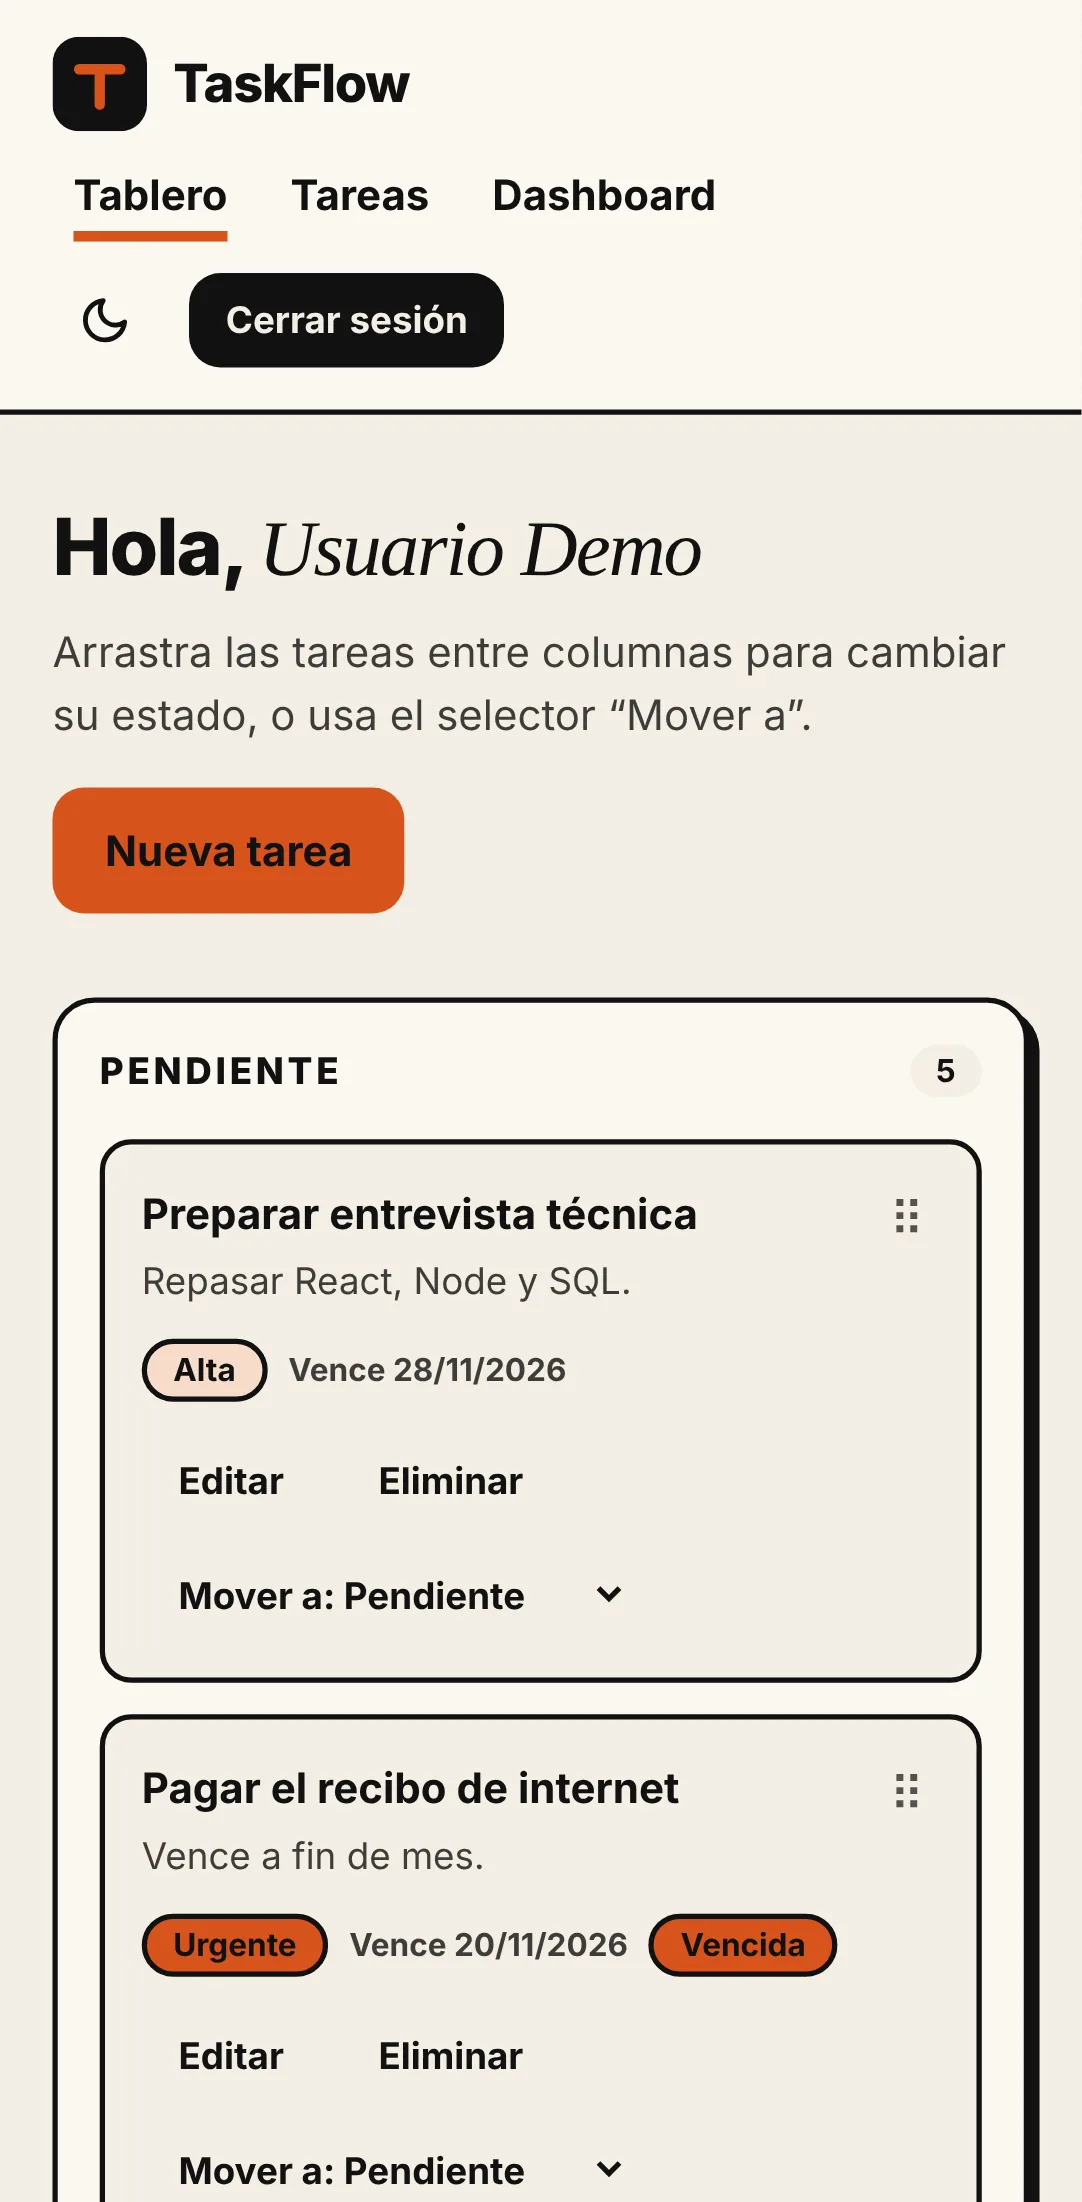 TaskFlow
Tablero Tareas Dashboard
Cerrar sesión
Hola, Usuario Demo
Arrastra las tareas entre columnas para cambiar
su estado, o usa el selector “Mover a”.
Nueva tarea
PENDIENTE 5
Preparar entrevista técnica
Repasar React, Node y SQL.
Alta Vence 28/11/2026
Editar Eliminar
Mover a: Pendiente
Pagar el recibo de internet
Vence a fin de mes.
Urgente Vence 20/11/2026 Vencida
Editar Eliminar
Mover a: Pendiente